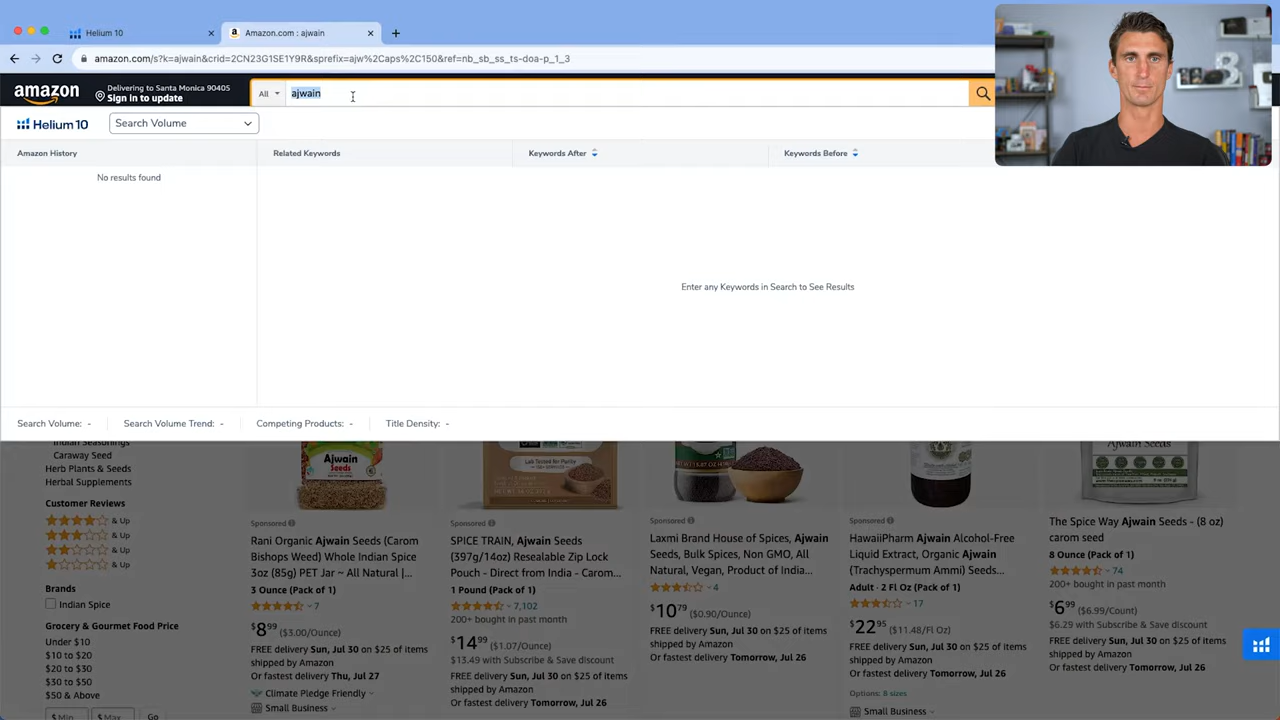 Helium 10
a Amazon.com : ajwain
amazon.com/s?k=ajwain&crid=2CN23G1SE1Y9R&sprefix=ajw%2Caps%2C150&ref=nb_sb_ss_ts-doa-p_1_3
amazon
Delivering to Santa Monica 90405
Sign in to update
All
ajwain
Helium 10
Search Volume
Amazon History
Related Keywords
Keywords After
Keywords Before
No results found
Enter any Keywords in Search to See Results
Search Volume: -
Search Volume Trend: -
Competing Products: -
Title Density: -
Indian Seasonings
Caraway Seed
Herb Plants & Seeds
Herbal Supplements
Customer Reviews
& Up
& Up
& Up
& Up
Brands
Indian Spice
Grocery & Gourmet Food Price
Under $10
$10 to $20
$20 to $30
$30 to $50
$50 & Above
$ Min
$ Max
Go
Ajwain
Seeds
Sponsored
Rani Organic Ajwain Seeds (Carom
Bishops Weed) Whole Indian Spice
3oz (85g) PET Jar ~ All Natural |...
3 Ounce (Pack of 1)
7
$8.99 ($3.00/Ounce)
FREE delivery Sun, Jul 30 on $25 of items
shipped by Amazon
Or fastest delivery Thu, Jul 27
Climate Pledge Friendly
Small Business
Lab Tested for Purity
Sponsored
SPICE TRAIN, Ajwain Seeds
(397g/14oz) Resealable Zip Lock
Pouch - Direct from India - Carom...
1 Pound (Pack of 1)
7,102
200+ bought in past month
$14.99 ($1.07/Ounce)
$13.49 with Subscribe & Save discount
FREE delivery Sun, Jul 30 on $25 of items
shipped by Amazon
Or fastest delivery Tomorrow, Jul 26
Sponsored
Laxmi Brand House of Spices, Ajwain
Seeds, Bulk Spices, Non GMO, All
Natural, Vegan, Product of India...
4
$10.79 ($0.90/Ounce)
FREE delivery Sun, Jul 30 on $25 of items
shipped by Amazon
Or fastest delivery Tomorrow, Jul 26
Sponsored
HawaiiPharm Ajwain Alcohol-Free
Liquid Extract, Organic Ajwain
(Trachyspermum Ammi) Seeds...
Adult · 2 Fl Oz (Pack of 1)
17
$22.95 ($11.48/Fl Oz)
FREE delivery Sun, Jul 30 on $25 of items
shipped by Amazon
Or fastest delivery Tomorrow, Jul 26
Options: 8 sizes
Small Business
Ajwain Seeds
The Spice Way Ajwain Seeds - (8 oz)
carom seed
8 Ounce (Pack of 1)
74
200+ bought in past month
$6.99 ($6.99/Count)
$6.29 with Subscribe & Save discount
FREE delivery Sun, Jul 30 on $25 of items
shipped by Amazon
Or fastest delivery Tomorrow, Jul 26